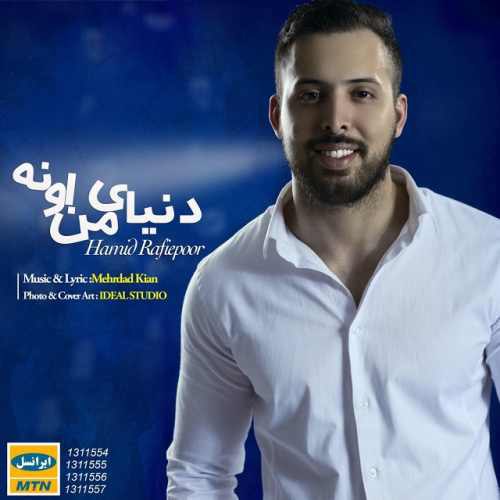 دنیای من اونه
Hamid Rafiepoor
Music & Lyric :Mehrdad Kian
Photo & Cover Art : IDEAL STUDIO
ایرانسل
MTN
1311554
1311555
1311556
1311557